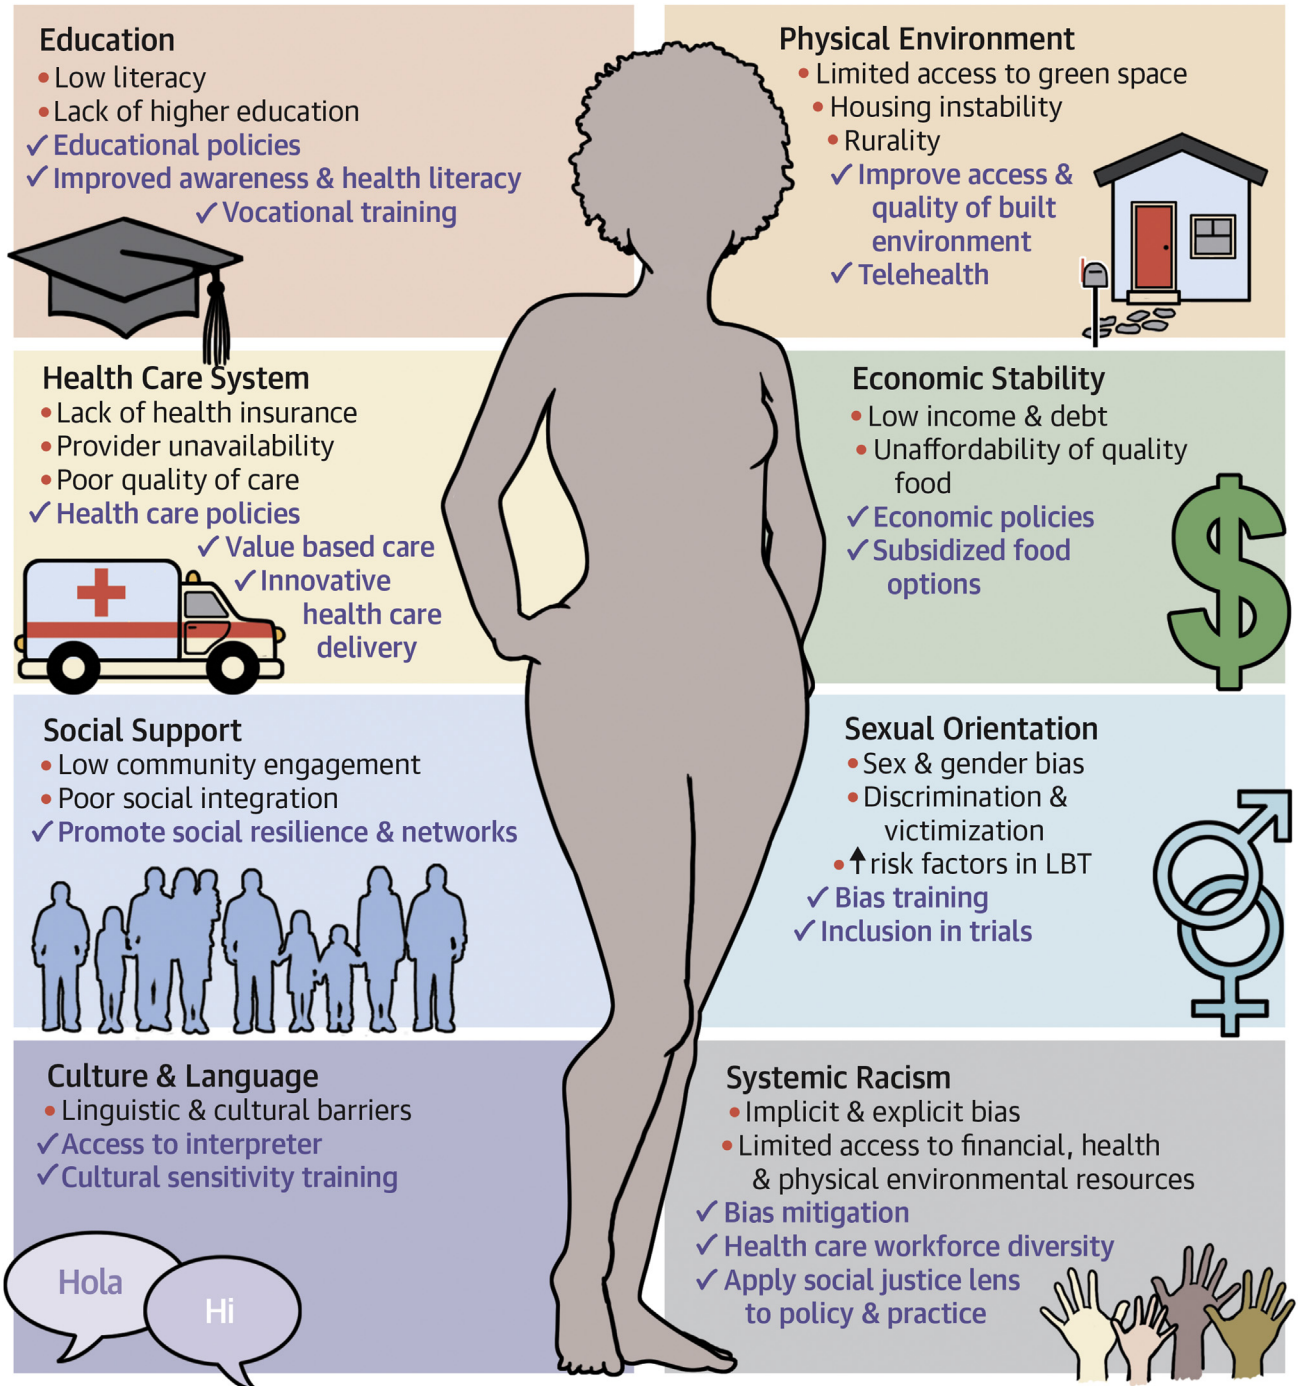 Education
• Low literacy
• Lack of higher education
✓ Educational policies
✓ Improved awareness & health literacy
✓ Vocational training
Physical Environment
• Limited access to green space
• Housing instability
• Rurality
✓ Improve access &
quality of built
environment
✓ Telehealth
Health Care System
• Lack of health insurance
• Provider unavailability
• Poor quality of care
✓ Health care policies
✓ Value based care
✓ Innovative
health care
delivery
Economic Stability
• Low income & debt
• Unaffordability of quality
food
✓ Economic policies
✓ Subsidized food
options
$
Social Support
• Low community engagement
• Poor social integration
✓ Promote social resilience & networks
Sexual Orientation
• Sex & gender bias
• Discrimination &
victimization
• ↑ risk factors in LBT
✓ Bias training
✓ Inclusion in trials
Culture & Language
• Linguistic & cultural barriers
✓ Access to interpreter
✓ Cultural sensitivity training
Hola
Hi
Systemic Racism
• Implicit & explicit bias
• Limited access to financial, health
& physical environmental resources
✓ Bias mitigation
✓ Health care workforce diversity
✓ Apply social justice lens
to policy & practice